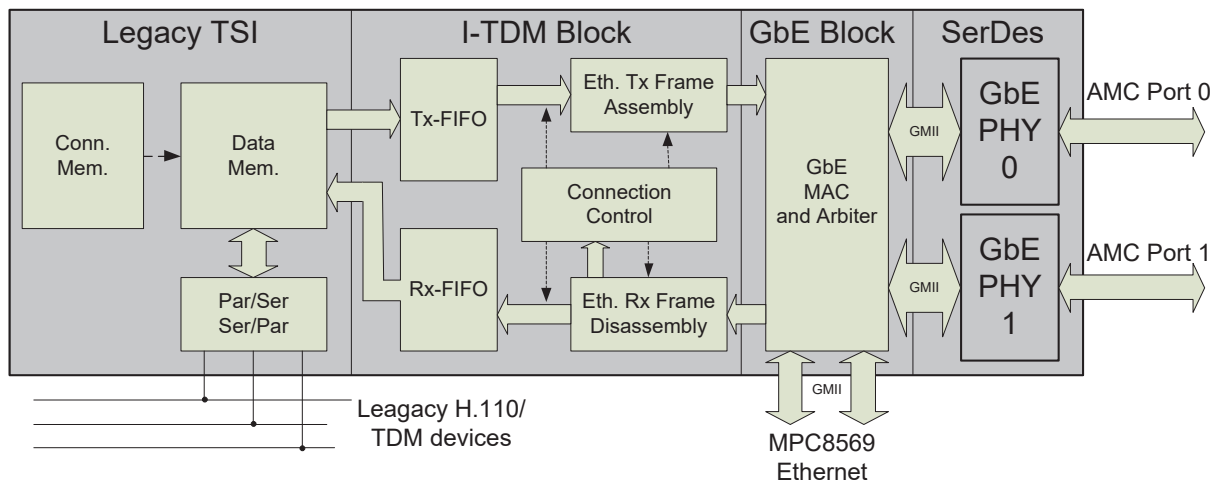 Legacy TSI
I-TDM Block
GbE Block
SerDes
Conn.
Mem.
Data
Mem.
Par/Ser
Ser/Par
Tx-FIFO
Rx-FIFO
Eth. Tx Frame
Assembly
Connection
Control
Eth. Rx Frame
Disassembly
GbE
MAC
and Arbiter
GMII
GMII
GbE
PHY
0
GbE
PHY
1
AMC Port 0
AMC Port 1
GMII
Leagacy H.110/
TDM devices
MPC8569
Ethernet